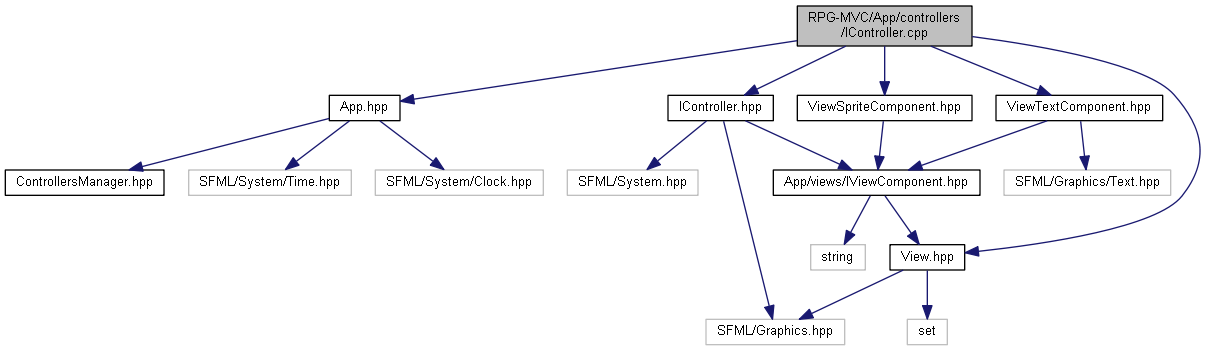 RPG-MVC/App/controllers
/IController.cpp
App.hpp
IController.hpp
ViewSpriteComponent.hpp
ViewTextComponent.hpp
ControllersManager.hpp
SFML/System/Time.hpp
SFML/System/Clock.hpp
SFML/System.hpp
App/views/IViewComponent.hpp
SFML/Graphics/Text.hpp
string
View.hpp
SFML/Graphics.hpp
set